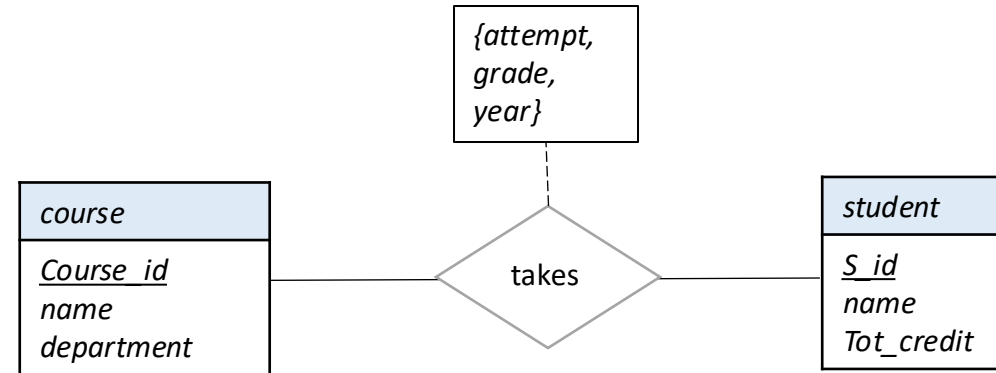 {attempt,
grade,
year}
course
Course_id
name
department
takes
student
S_id
name
Tot_credit